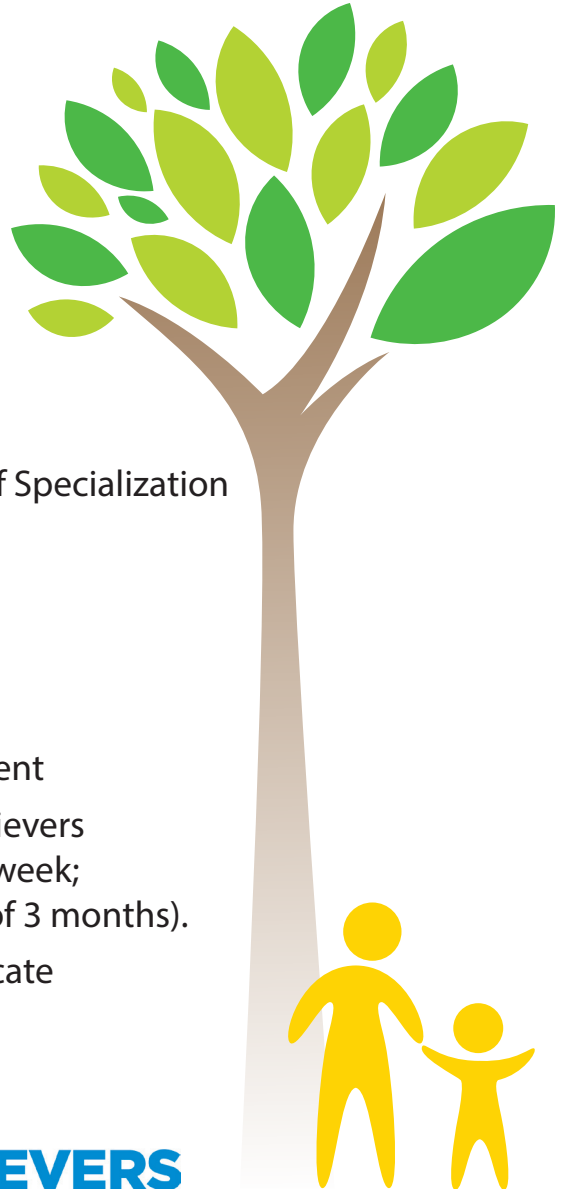 f Specialization
ent
ievers
week;
of 3 months).
cate
EVERS